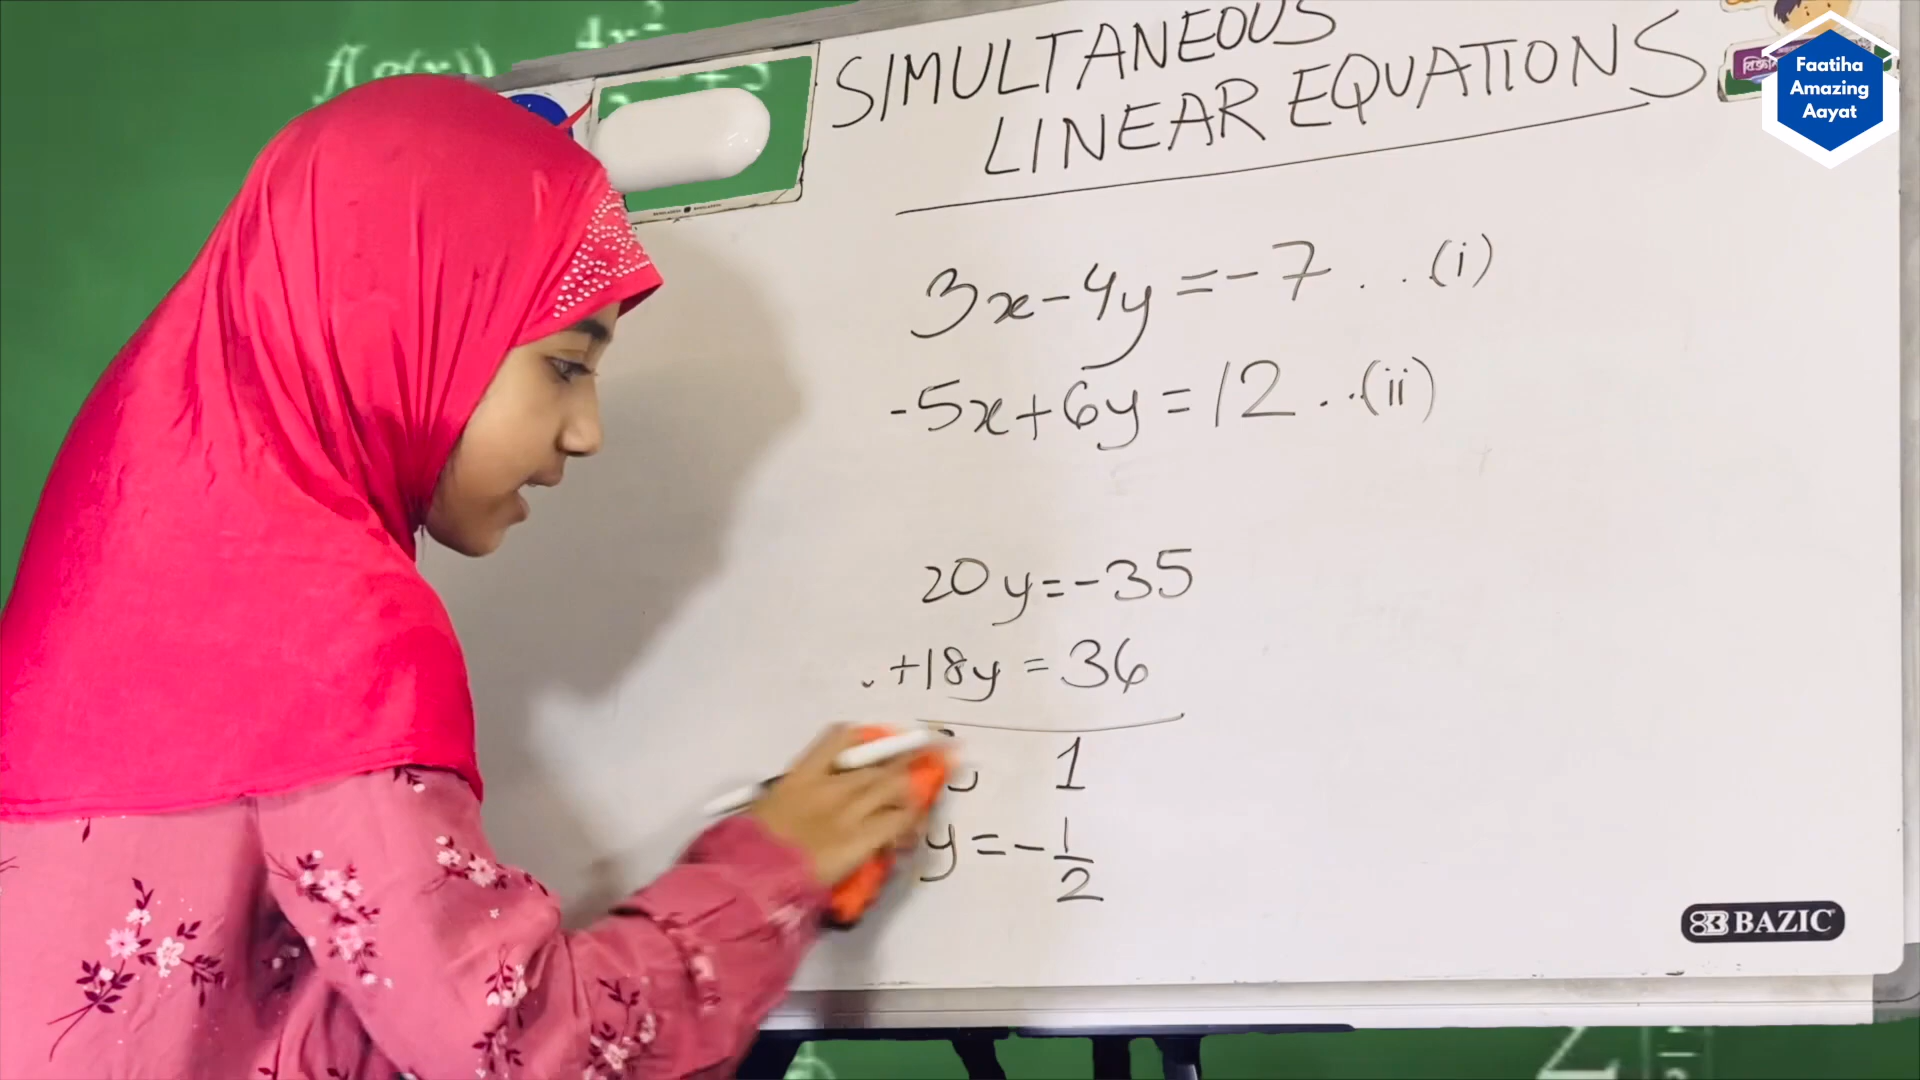 SIMULTANEOUS
LINEAR EQUATIONS
Faatiha
Amazing
Aayat
3x-4y=-7 . . . (i)
-5x+6y=12 . . . (ii)
20y=-35
+18y=36
1
y=-1/2
BAZIC